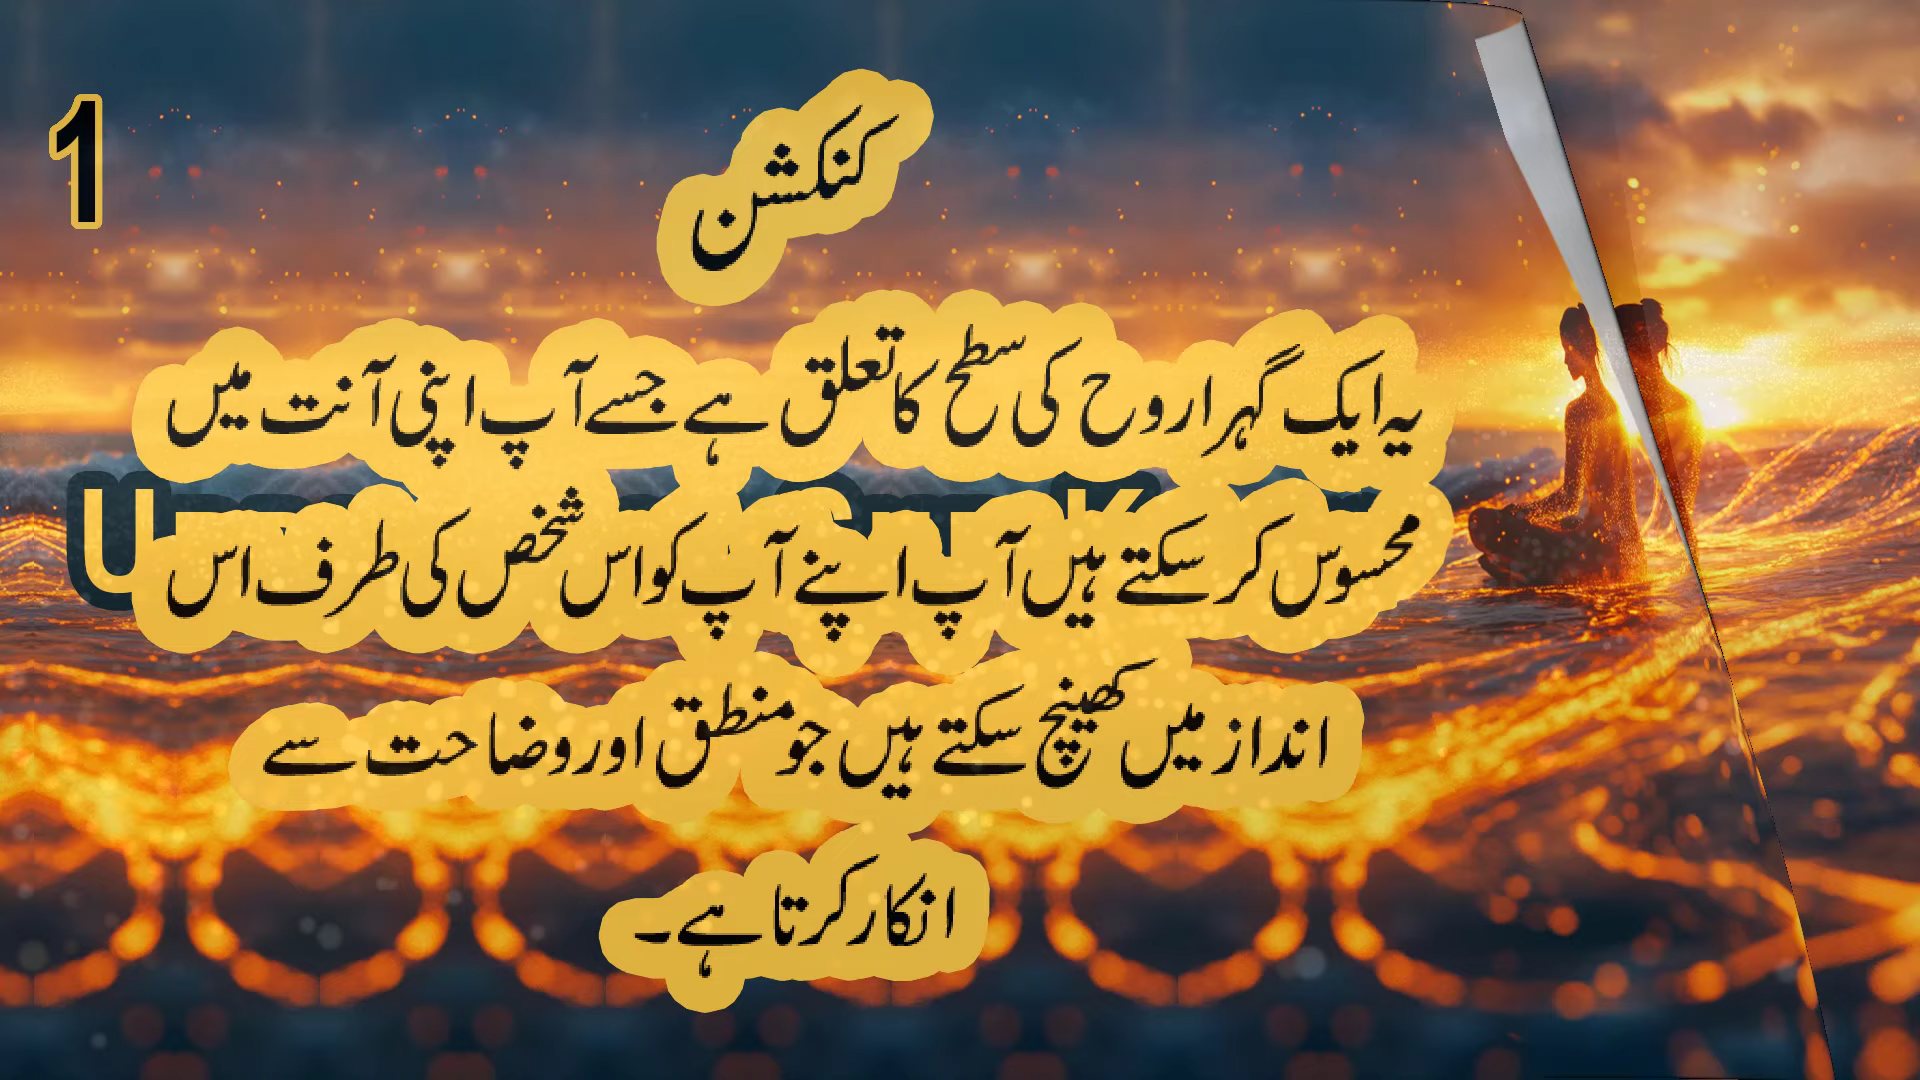 1
کنکشن
یہ ایک گہرا روح کی سطح کا تعلق ہے جسے آپ اپنی آنت میں
محسوس کر سکتے ہیں آپ اپنے آپ کو اس شخص کی طرف اس
انداز میں کھینچ سکتے ہیں جو منطق اور وضاحت سے
انکار کرتا ہے۔